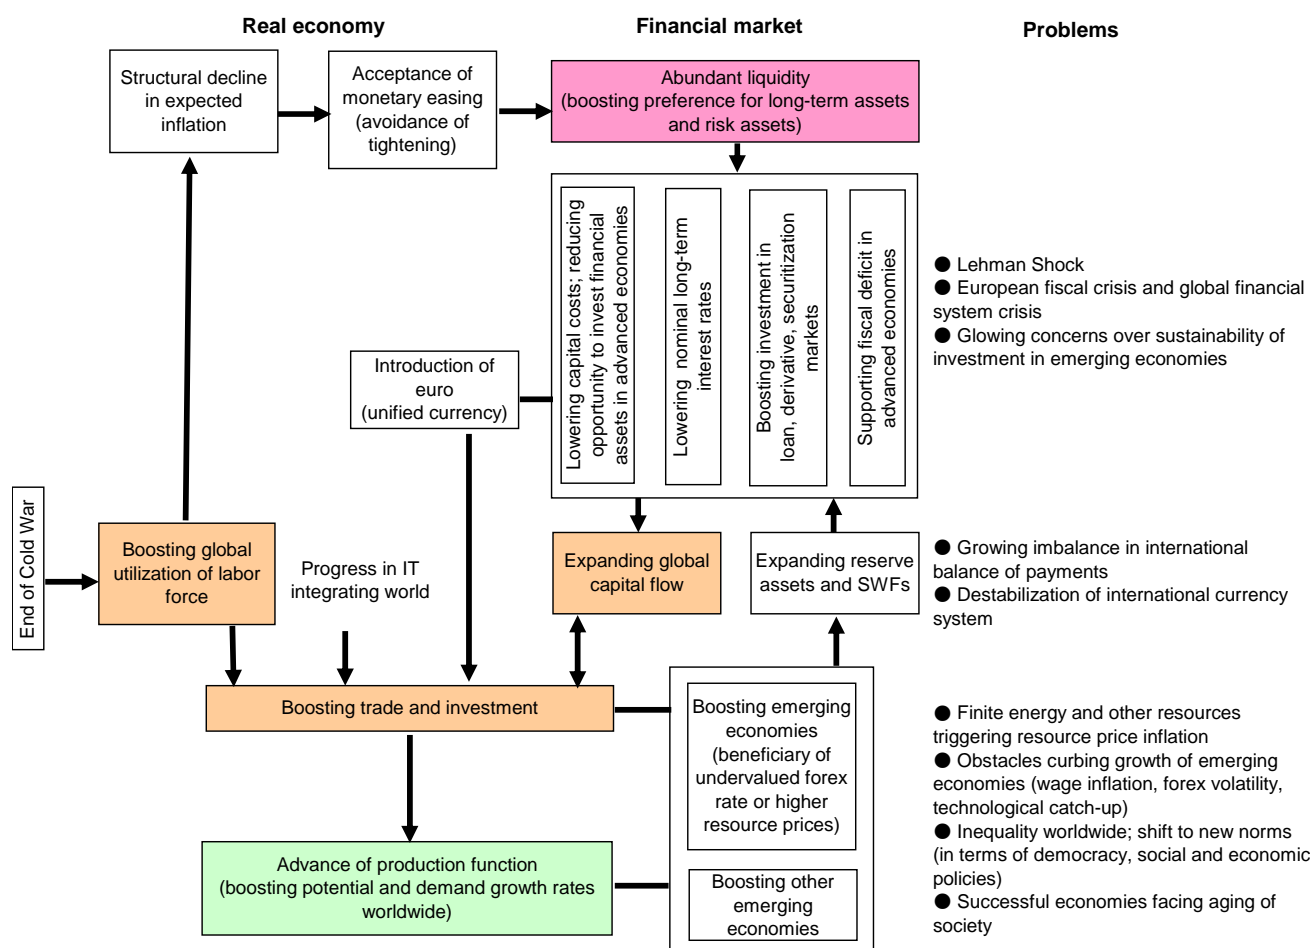 Real economy
Financial market
Problems
Structural decline
in expected
inflation
Acceptance of
monetary easing
(avoidance of
tightening)
Abundant liquidity
(boosting preference for long-term assets
and risk assets)
Lowering capital costs; reducing
opportunity to invest financial
assets in advanced economies
Lowering nominal long-term
interest rates
Boosting investment in
loan, derivative, securitization
markets
Supporting fiscal deficit in
advanced economies
● Lehman Shock
● European fiscal crisis and global financial
system crisis
● Glowing concerns over sustainability of
investment in emerging economies
Introduction of
euro
(unified currency)
End of Cold War
Boosting global
utilization of labor
force
Progress in IT
integrating world
Expanding global
capital flow
Expanding reserve
assets and SWFs
● Growing imbalance in international
balance of payments
● Destabilization of international currency
system
Boosting trade and investment
Boosting emerging
economies
(beneficiary of
undervalued forex
rate or higher
resource prices)
● Finite energy and other resources
triggering resource price inflation
● Obstacles curbing growth of emerging
economies (wage inflation, forex volatility,
technological catch-up)
● Inequality worldwide; shift to new norms
(in terms of democracy, social and economic
policies)
● Successful economies facing aging of
society
Advance of production function
(boosting potential and demand growth rates
worldwide)
Boosting other
emerging
economies